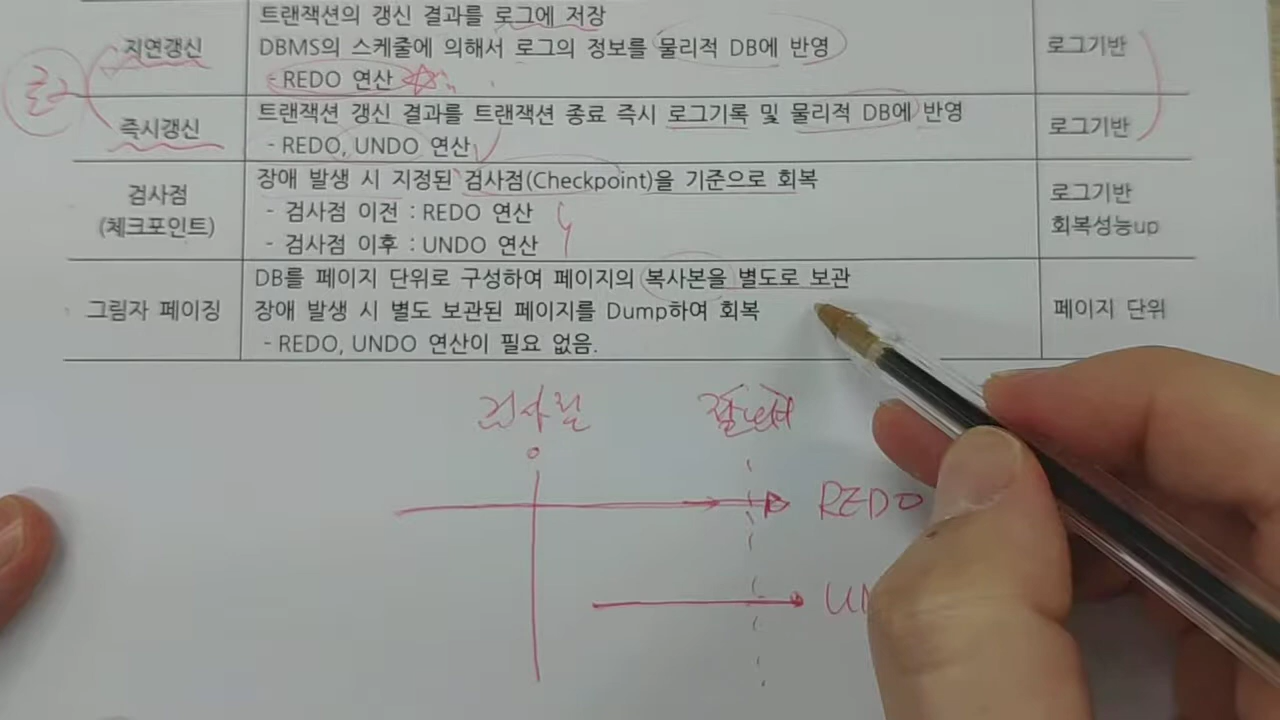 트랜잭션의 갱신 결과를 로그에 저장
지연갱신
DBMS의 스케줄에 의해서 로그의 정보를 물리적 DB에 반영
- REDO 연산
로그기반
로그
즉시갱신
트랜잭션 갱신 결과를 트랜잭션 종료 즉시 로그기록 및 물리적 DB에 반영
- REDO, UNDO 연산
로그기반
검사점
(체크포인트)
장애 발생 시 지정된 검사점(Checkpoint)을 기준으로 회복
- 검사점 이전 : REDO 연산
- 검사점 이후 : UNDO 연산
로그기반
회복성능up
그림자 페이징
DB를 페이지 단위로 구성하여 페이지의 복사본을 별도로 보관
장애 발생 시 별도 보관된 페이지를 Dump하여 회복
- REDO, UNDO 연산이 필요 없음.
페이지 단위
검사점
REDO